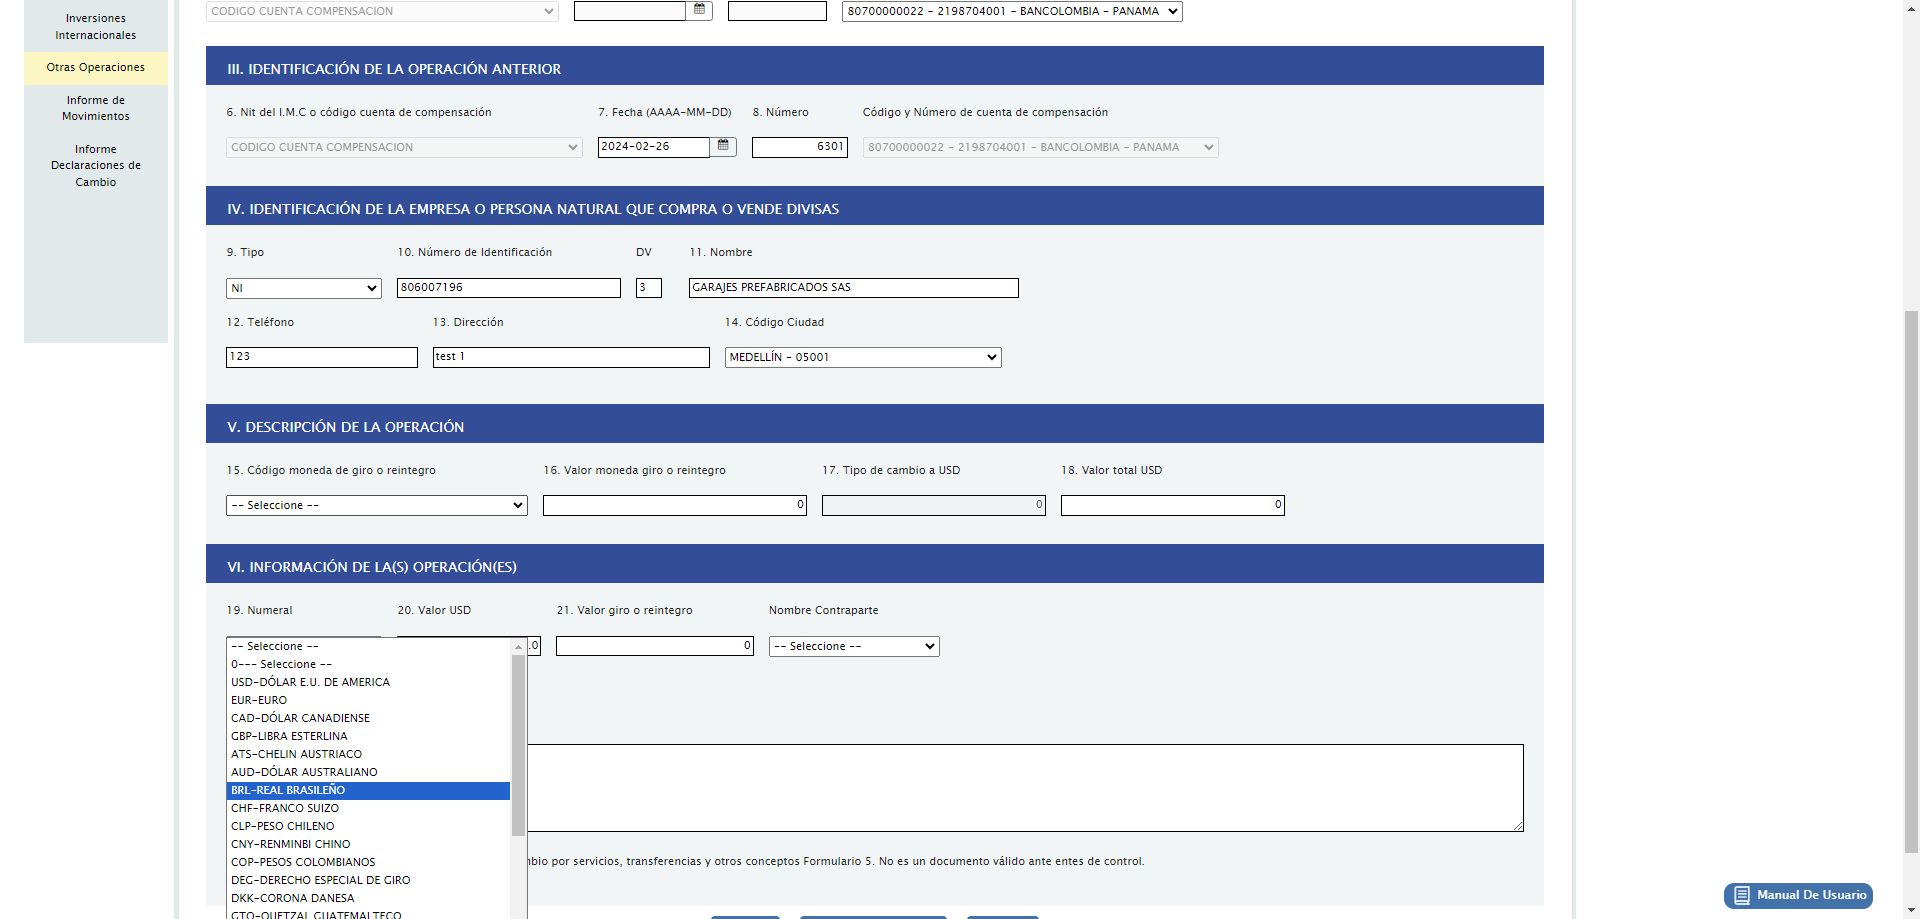 Inversiones
Internacionales
Otras Operaciones
Informe de
Movimientos
Informe
Declaraciones de
Cambio
CODIGO CUENTA COMPENSACION
80700000022 - 2198704001 - BANCOLOMBIA - PANAMA
III. IDENTIFICACIÓN DE LA OPERACIÓN ANTERIOR
6. Nit del I.M.C o código cuenta de compensación
7. Fecha (AAAA-MM-DD)
8. Número
Código y Número de cuenta de compensación
CODIGO CUENTA COMPENSACION
2024-02-26
6301
80700000022 - 2198704001 - BANCOLOMBIA - PANAMA
IV. IDENTIFICACIÓN DE LA EMPRESA O PERSONA NATURAL QUE COMPRA O VENDE DIVISAS
9. Tipo
10. Número de Identificación
DV
11. Nombre
NI
806007196
3
GARAJES PREFABRICADOS SAS
12. Teléfono
13. Dirección
14. Código Ciudad
123
test 1
MEDELLÍN - 05001
V. DESCRIPCIÓN DE LA OPERACIÓN
15. Código moneda de giro o reintegro
16. Valor moneda giro o reintegro
17. Tipo de cambio a USD
18. Valor total USD
-- Seleccione --
0
0
0
VI. INFORMACIÓN DE LA(S) OPERACIÓN(ES)
19. Numeral
20. Valor USD
21. Valor giro o reintegro
Nombre Contraparte
.0
0
-- Seleccione --
-- Seleccione --
0--- Seleccione --
USD-DÓLAR E.U. DE AMERICA
EUR-EURO
CAD-DÓLAR CANADIENSE
GBP-LIBRA ESTERLINA
ATS-CHELIN AUSTRIACO
AUD-DÓLAR AUSTRALIANO
BRL-REAL BRASILEÑO
CHF-FRANCO SUIZO
CLP-PESO CHILENO
CNY-RENMINBI CHINO
COP-PESOS COLOMBIANOS
DEG-DERECHO ESPECIAL DE GIRO
DKK-CORONA DANESA
GTQ-QUETZAL GUATEMALTECO
mbio por servicios, transferencias y otros conceptos Formulario 5. No es un documento válido ante entes de control.
Manual De Usuario